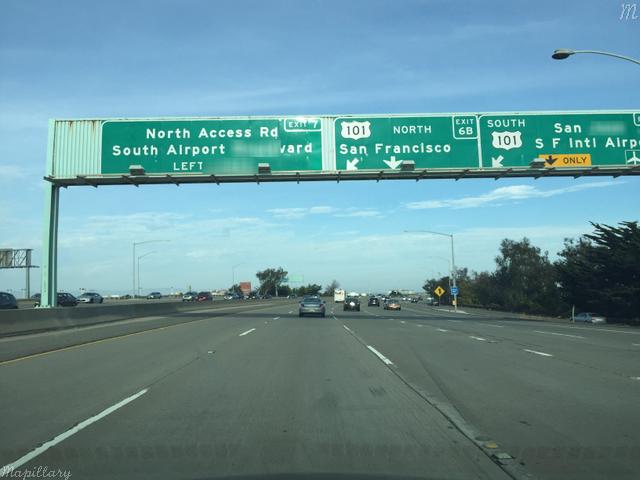 M
EXIT 7
North Access Rd
South Airport
LEFT
101 NORTH EXIT 6B
San Francisco
SOUTH
101 San
S F Intl
ONLY
Mapillary